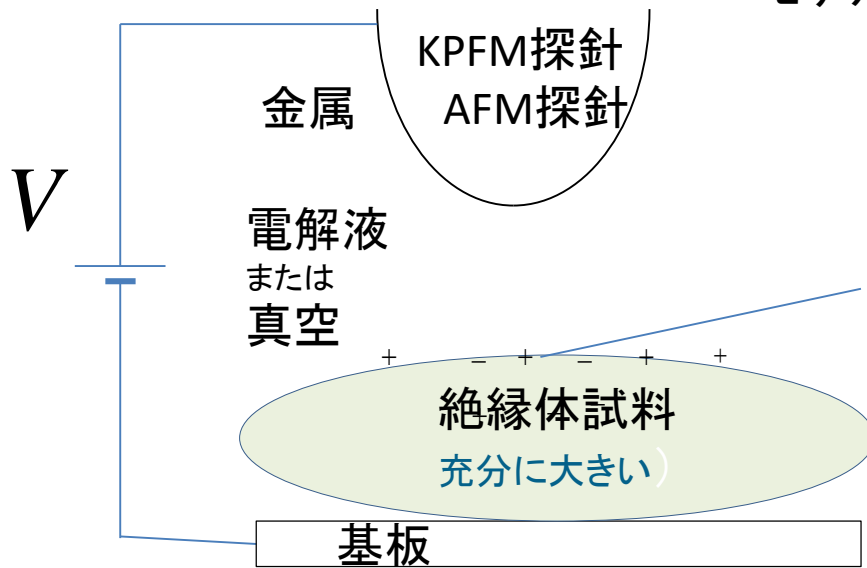 KPFM探針
金属
AFM探針
V
電解液
または
真空
+ − + − + +
絶縁体試料
充分に大きい）
基板